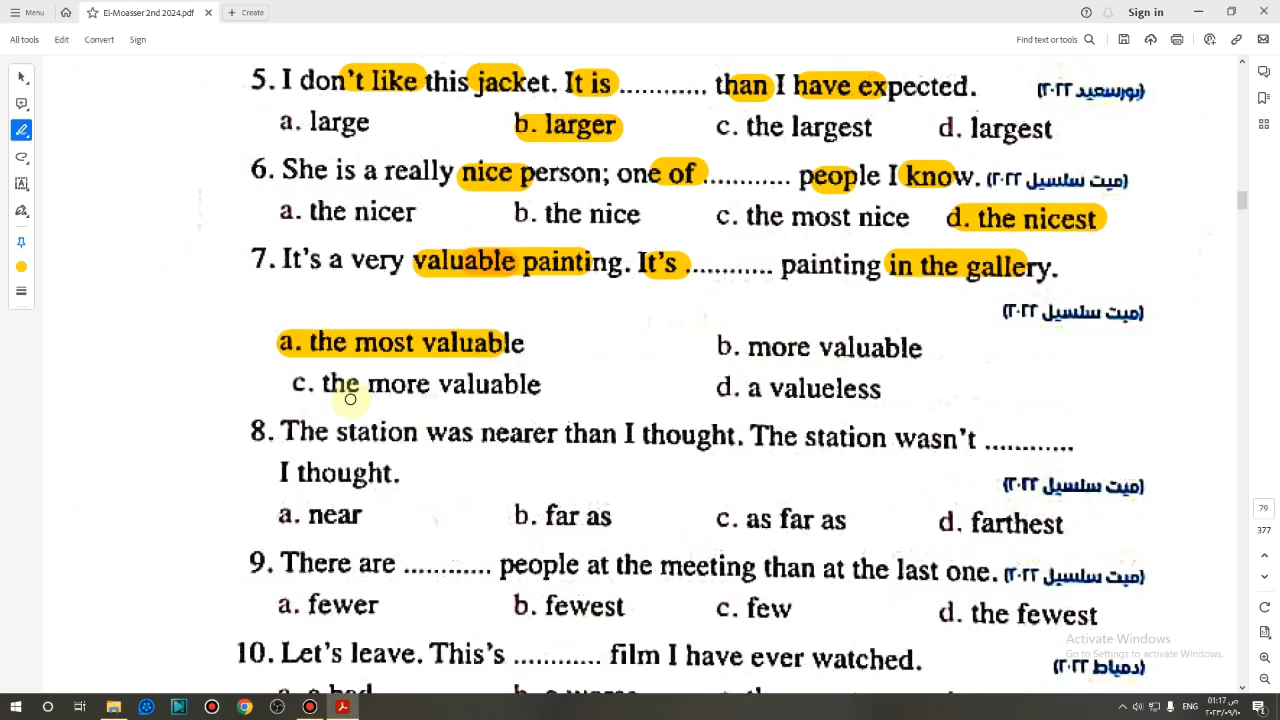 Menu
El-Moasser 2nd 2024.pdf
Create
Sign in
All tools Edit Convert Sign
Find text or tools
5. I don't like this jacket. It is ............ than I have expected. (بورسعيد ٢٠٢٢)
a. large b. larger c. the largest d. largest
6. She is a really nice person; one of ............ people I know. (ميت سلسيل ٢٠٢٢)
a. the nicer b. the nice c. the most nice d. the nicest
7. It's a very valuable painting. It's ............ painting in the gallery.
(ميت سلسيل ٢٠٢٢)
a. the most valuable b. more valuable
c. the more valuable d. a valueless
8. The station was nearer than I thought. The station wasn't ............
I thought.
(ميت سلسيل ٢٠٢٢)
a. near b. far as c. as far as d. farthest
9. There are ............ people at the meeting than at the last one. (ميت سلسيل ٢٠٢٢)
a. fewer b. fewest c. few d. the fewest
10. Let's leave. This's ............ film I have ever watched. (دمياط ٢٠٢٢)
79
377
Activate Windows
Go to Settings to activate Windows.
ENG
01:17 ص